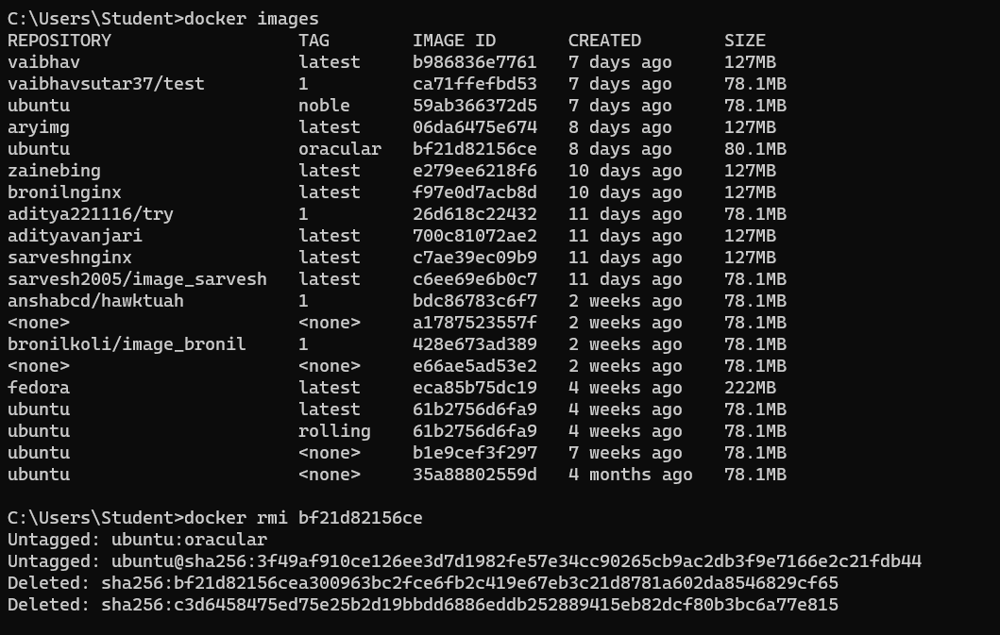 C:\Users\Student>docker images
REPOSITORY TAG IMAGE ID CREATED SIZE
vaibhav latest b986836e7761 7 days ago 127MB
vaibhavsutar37/test 1 ca71ffefbd53 7 days ago 78.1MB
ubuntu noble 59ab366372d5 7 days ago 78.1MB
aryimg latest 06da6475e674 8 days ago 127MB
ubuntu oracular bf21d82156ce 8 days ago 80.1MB
zainebing latest e279ee6218f6 10 days ago 127MB
bronilnginx latest f97e0d7acb8d 10 days ago 127MB
aditya221116/try 1 26d618c22432 11 days ago 78.1MB
adityavanjari latest 700c81072ae2 11 days ago 127MB
sarveshnginx latest c7ae39ec09b9 11 days ago 127MB
sarvesh2005/image_sarvesh latest c6ee69e6b0c7 11 days ago 78.1MB
anshabcd/hawktuah 1 bdc86783c6f7 2 weeks ago 78.1MB
<none> <none> a1787523557f 2 weeks ago 78.1MB
bronilkoli/image_bronil 1 428e673ad389 2 weeks ago 78.1MB
<none> <none> e66ae5ad53e2 2 weeks ago 78.1MB
fedora latest eca85b75dc19 4 weeks ago 222MB
ubuntu latest 61b2756d6fa9 4 weeks ago 78.1MB
ubuntu rolling 61b2756d6fa9 4 weeks ago 78.1MB
ubuntu <none> b1e9cef3f297 7 weeks ago 78.1MB
ubuntu <none> 35a88802559d 4 months ago 78.1MB
C:\Users\Student>docker rmi bf21d82156ce
Untagged: ubuntu:oracular
Untagged: ubuntu@sha256:3f49af910ce126ee3d7d1982fe57e34cc90265cb9ac2db3f9e7166e2c21fdb44
Deleted: sha256:bf21d82156cea300963bc2fce6fb2c419e67eb3c21d8781a602da8546829cf65
Deleted: sha256:c3d6458475ed75e25b2d19bbdd6886eddb252889415eb82dcf80b3bc6a77e815